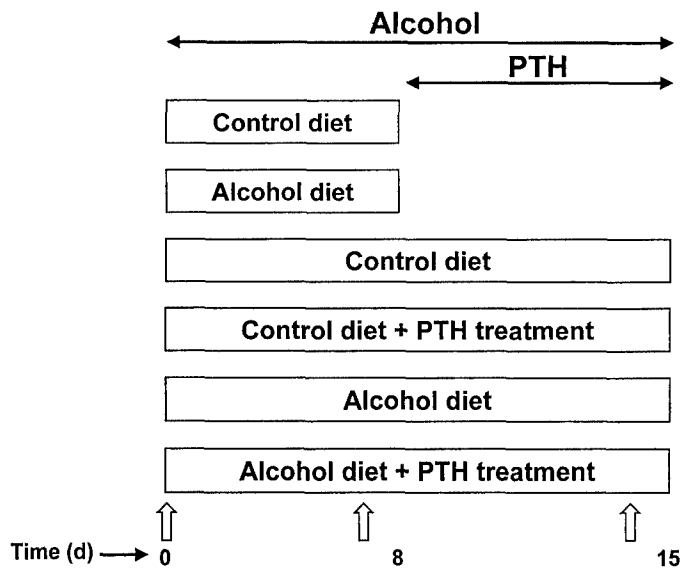 Alcohol
PTH
Control diet
Alcohol diet
Control diet
Control diet + PTH treatment
Alcohol diet
Alcohol diet + PTH treatment
Time (d) 0 8 15